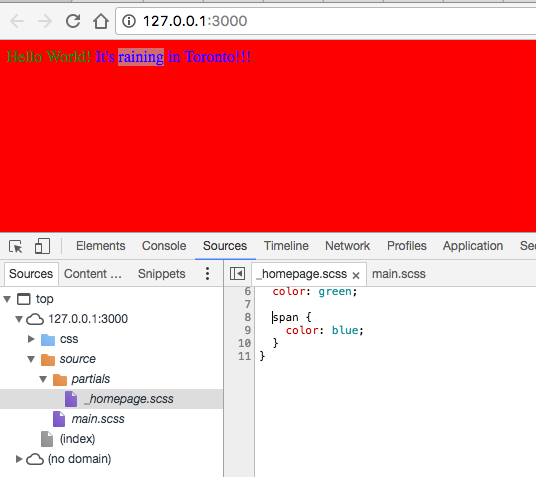 127.0.0.1:3000
Hello World! It's raining in Toronto!!!
Elements Console Sources Timeline Network Profiles Application Sec
Sources Content ... Snippets _homepage.scss × main.scss
top
127.0.0.1:3000
css
source
partials
_homepage.scss
main.scss
(index)
(no domain)
6 color: green;
7
8 span {
9 color: blue;
10 }
11 }